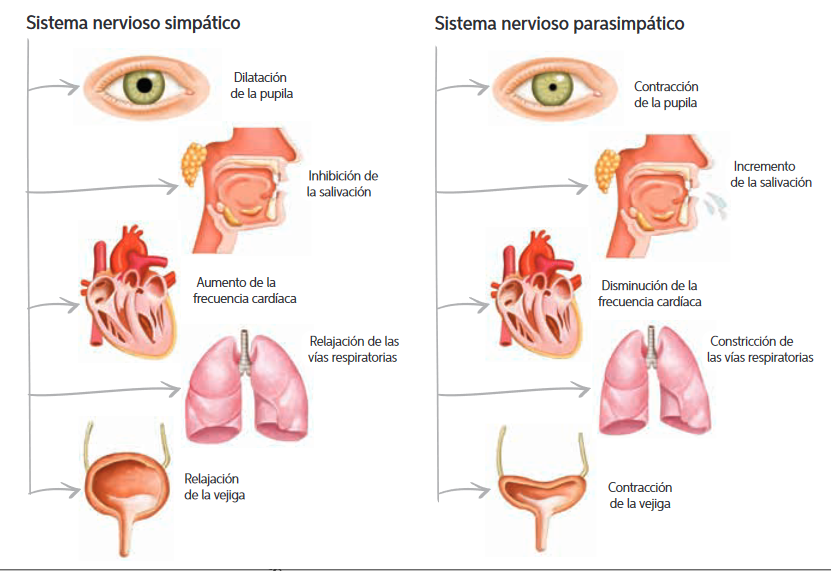 Sistema nervioso simpático
Dilatación
de la pupila
Inhibición de
la salivación
Aumento de la
frecuencia cardíaca
Relajación de las
vías respiratorias
Relajación
de la vejiga
Sistema nervioso parasimpático
Contracción
de la pupila
Incremento
de la salivación
Disminución de la
frecuencia cardíaca
Constricción de
las vías respiratorias
Contracción
de la vejiga